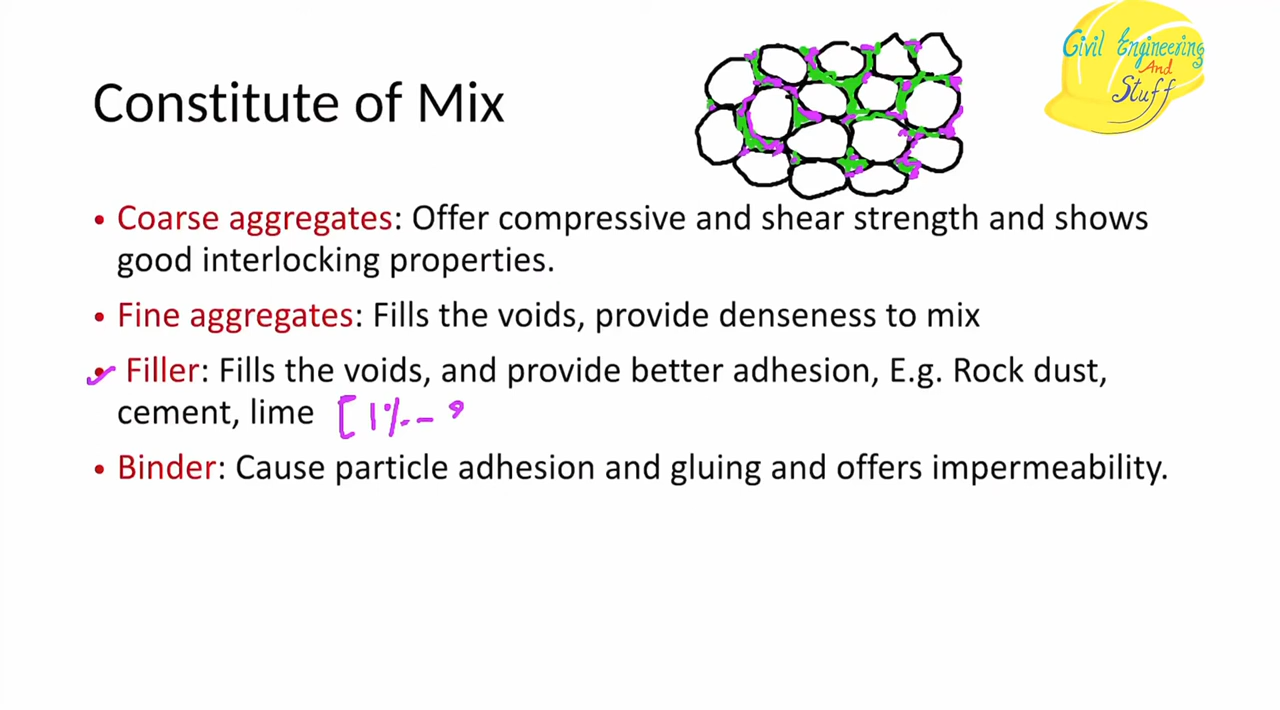 Civil Engineering
And
Stuff
Constitute of Mix
• Coarse aggregates: Offer compressive and shear strength and shows
good interlocking properties.
• Fine aggregates: Fills the voids, provide denseness to mix
• Filler: Fills the voids, and provide better adhesion, E.g. Rock dust,
cement, lime [1% -
• Binder: Cause particle adhesion and gluing and offers impermeability.